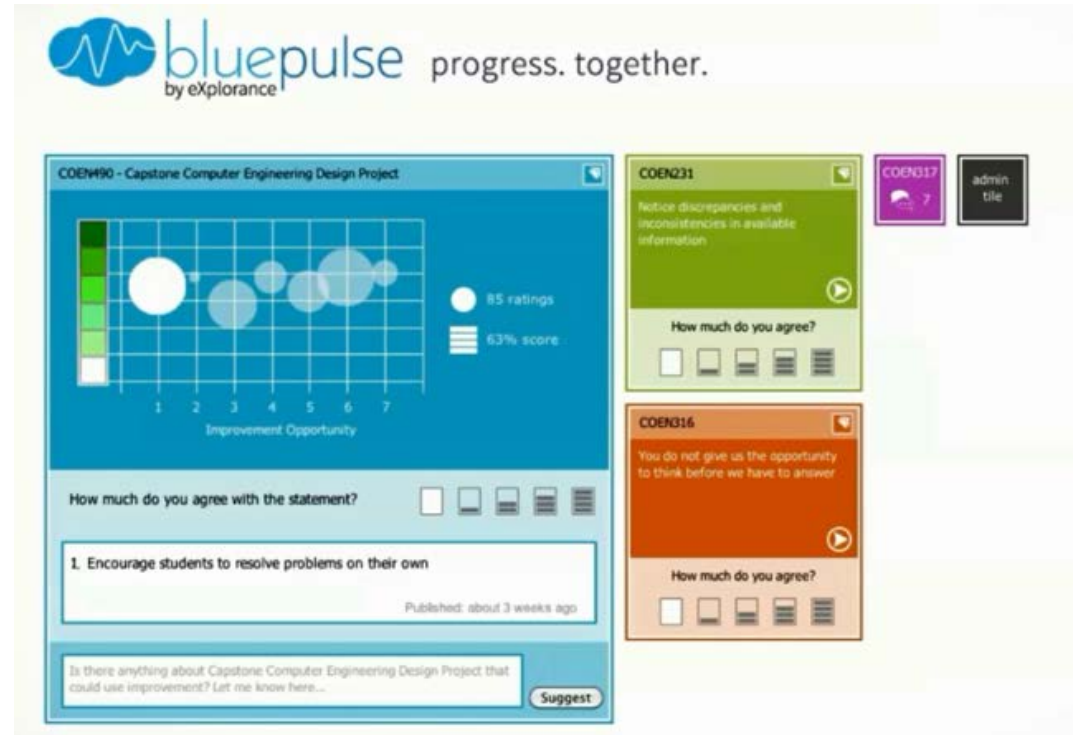 bluepulse progress. together.
by eXplorance
COEN490 - Capstone Computer Engineering Design Project
85 ratings
63% score
1 2 3 4 5 6 7
Improvement Opportunity
How much do you agree with the statement?
1. Encourage students to resolve problems on their own
Published: about 3 weeks ago
Is there anything about Capstone Computer Engineering Design Project that
could use improvement? Let me know here...
Suggest
COEN231
Notice discrepancies and
inconsistencies in available
information
How much do you agree?
COEN316
You do not give us the opportunity
to think before we have to answer
How much do you agree?
COEN317
7
admin
tile